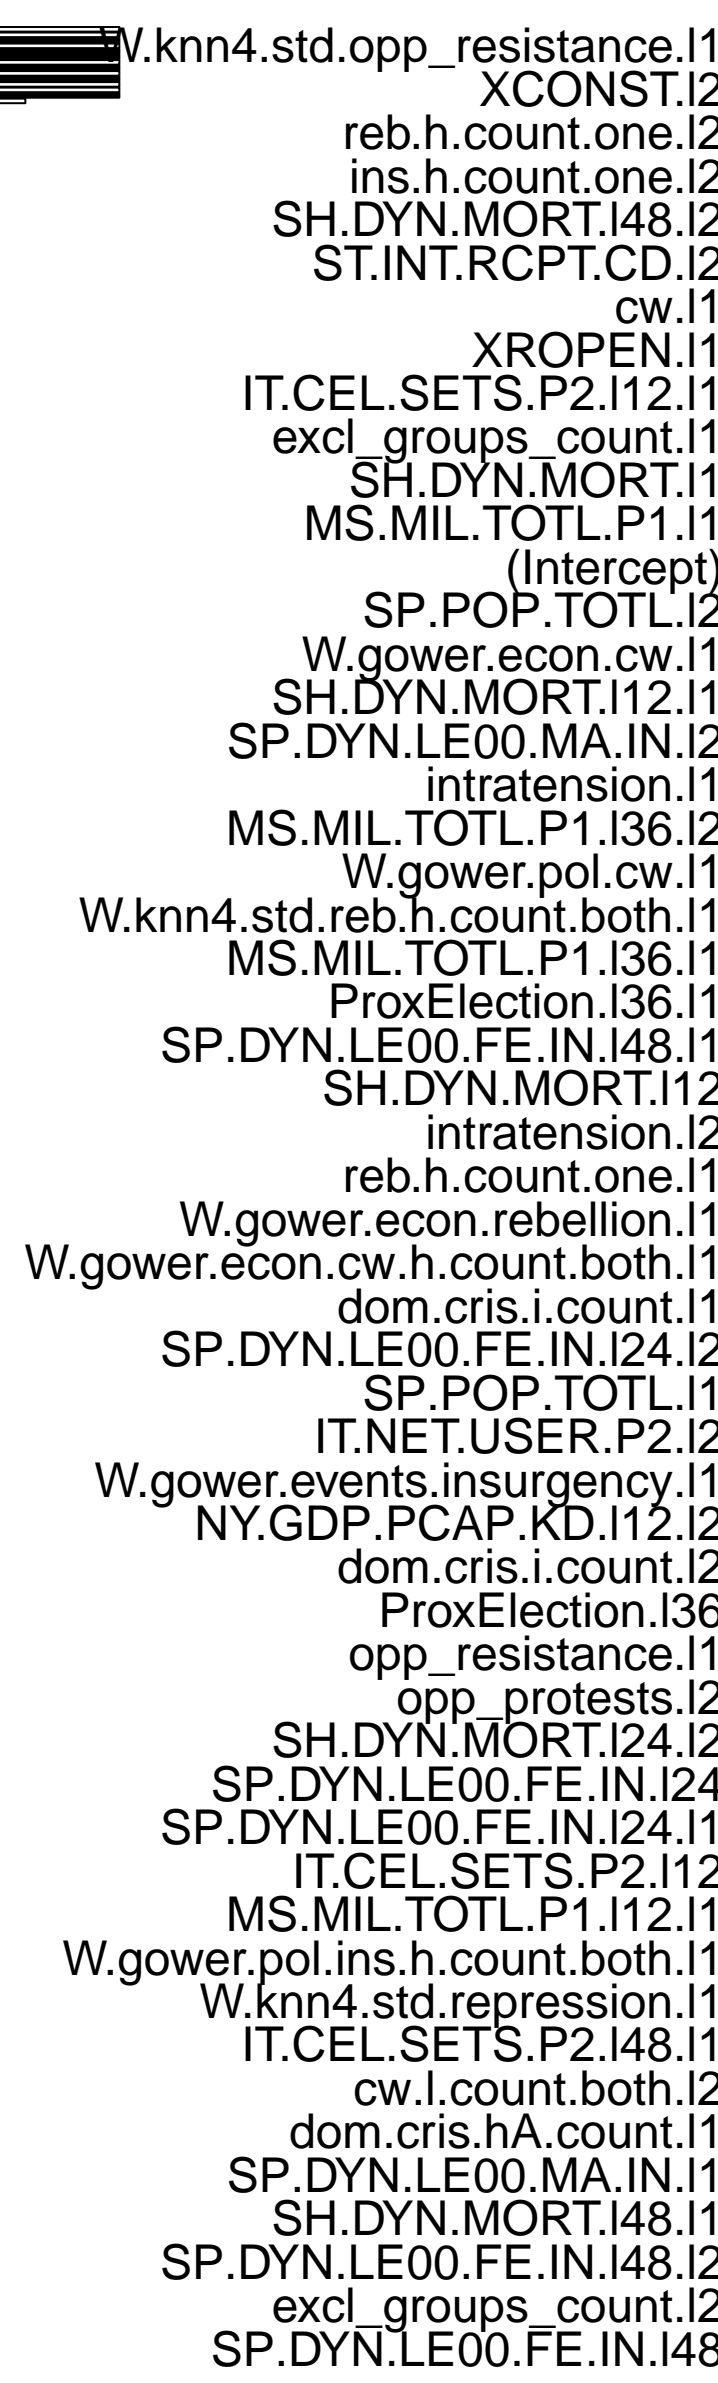 W.knn4.std.opp_resistance.l1
XCONST.l2
reb.h.count.one.l2
ins.h.count.one.l2
SH.DYN.MORT.l48.l2
ST.INT.RCPT.CD.l2
cw.l1
XROPEN.l1
IT.CEL.SETS.P2.l12.l1
excl_groups_count.l1
SH.DYN.MORT.l1
MS.MIL.TOTL.P1.l1
(Intercept)
SP.POP.TOTL.l2
W.gower.econ.cw.l1
SH.DYN.MORT.l12.l1
SP.DYN.LE00.MA.IN.l2
intratension.l1
MS.MIL.TOTL.P1.l36.l2
W.gower.pol.cw.l1
W.knn4.std.reb.h.count.both.l1
MS.MIL.TOTL.P1.l36.l1
ProxElection.l36.l1
SP.DYN.LE00.FE.IN.l48.l1
SH.DYN.MORT.l12
intratension.l2
reb.h.count.one.l1
W.gower.econ.rebellion.l1
W.gower.econ.cw.h.count.both.l1
dom.cris.i.count.l1
SP.DYN.LE00.FE.IN.l24.l2
SP.POP.TOTL.l1
IT.NET.USER.P2.l2
W.gower.events.insurgency.l1
NY.GDP.PCAP.KD.l12.l2
dom.cris.i.count.l2
ProxElection.l36
opp_resistance.l1
opp_protests.l2
SH.DYN.MORT.l24.l2
SP.DYN.LE00.FE.IN.l24
SP.DYN.LE00.FE.IN.l24.l1
IT.CEL.SETS.P2.l12
MS.MIL.TOTL.P1.l12.l1
W.gower.pol.ins.h.count.both.l1
W.knn4.std.repression.l1
IT.CEL.SETS.P2.l48.l1
cw.l.count.both.l2
dom.cris.hA.count.l1
SP.DYN.LE00.MA.IN.l1
SH.DYN.MORT.l48.l1
SP.DYN.LE00.FE.IN.l48.l2
excl_groups_count.l2
SP.DYN.LE00.FE.IN.l48